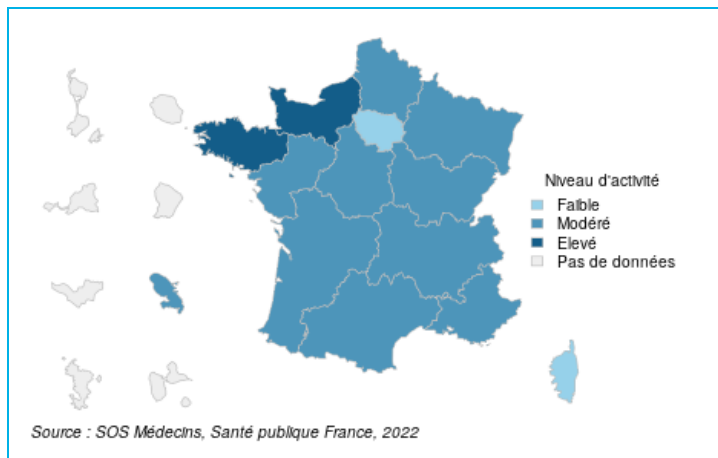 Niveau d'activité
Faible
Modéré
Elevé
Pas de données
Source : SOS Médecins, Santé publique France, 2022